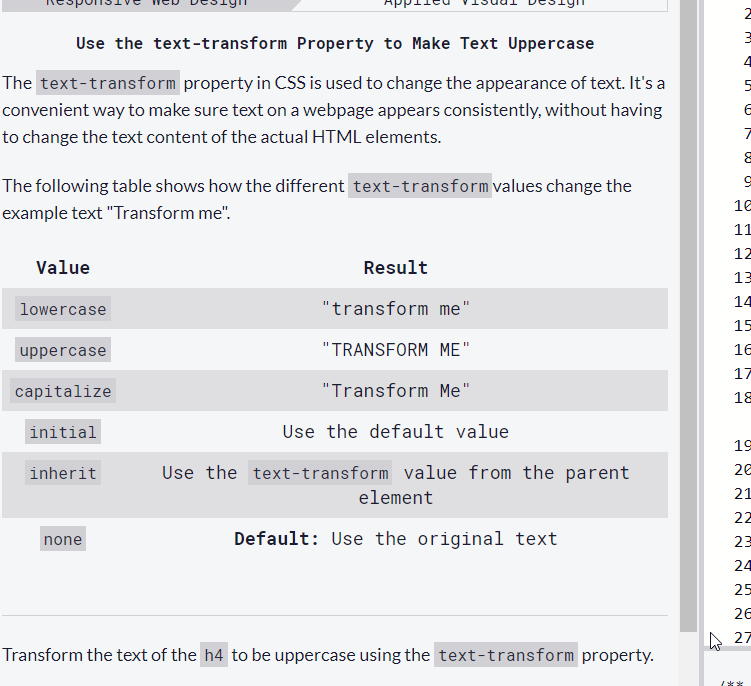 Responsive Web Design
Applied Visual Design
Use the text-transform Property to Make Text Uppercase
The text-transform property in CSS is used to change the appearance of text. It's a
convenient way to make sure text on a webpage appears consistently, without having
to change the text content of the actual HTML elements.
The following table shows how the different text-transform values change the
example text "Transform me".
Value Result
lowercase "transform me"
uppercase "TRANSFORM ME"
capitalize "Transform Me"
initial Use the default value
inherit Use the text-transform value from the parent
element
none Default: Use the original text
Transform the text of the h4 to be uppercase using the text-transform property.
2
3
4
5
6
7
8
9
10
11
12
13
14
15
16
17
18
19
20
21
22
23
24
25
26
27
/**